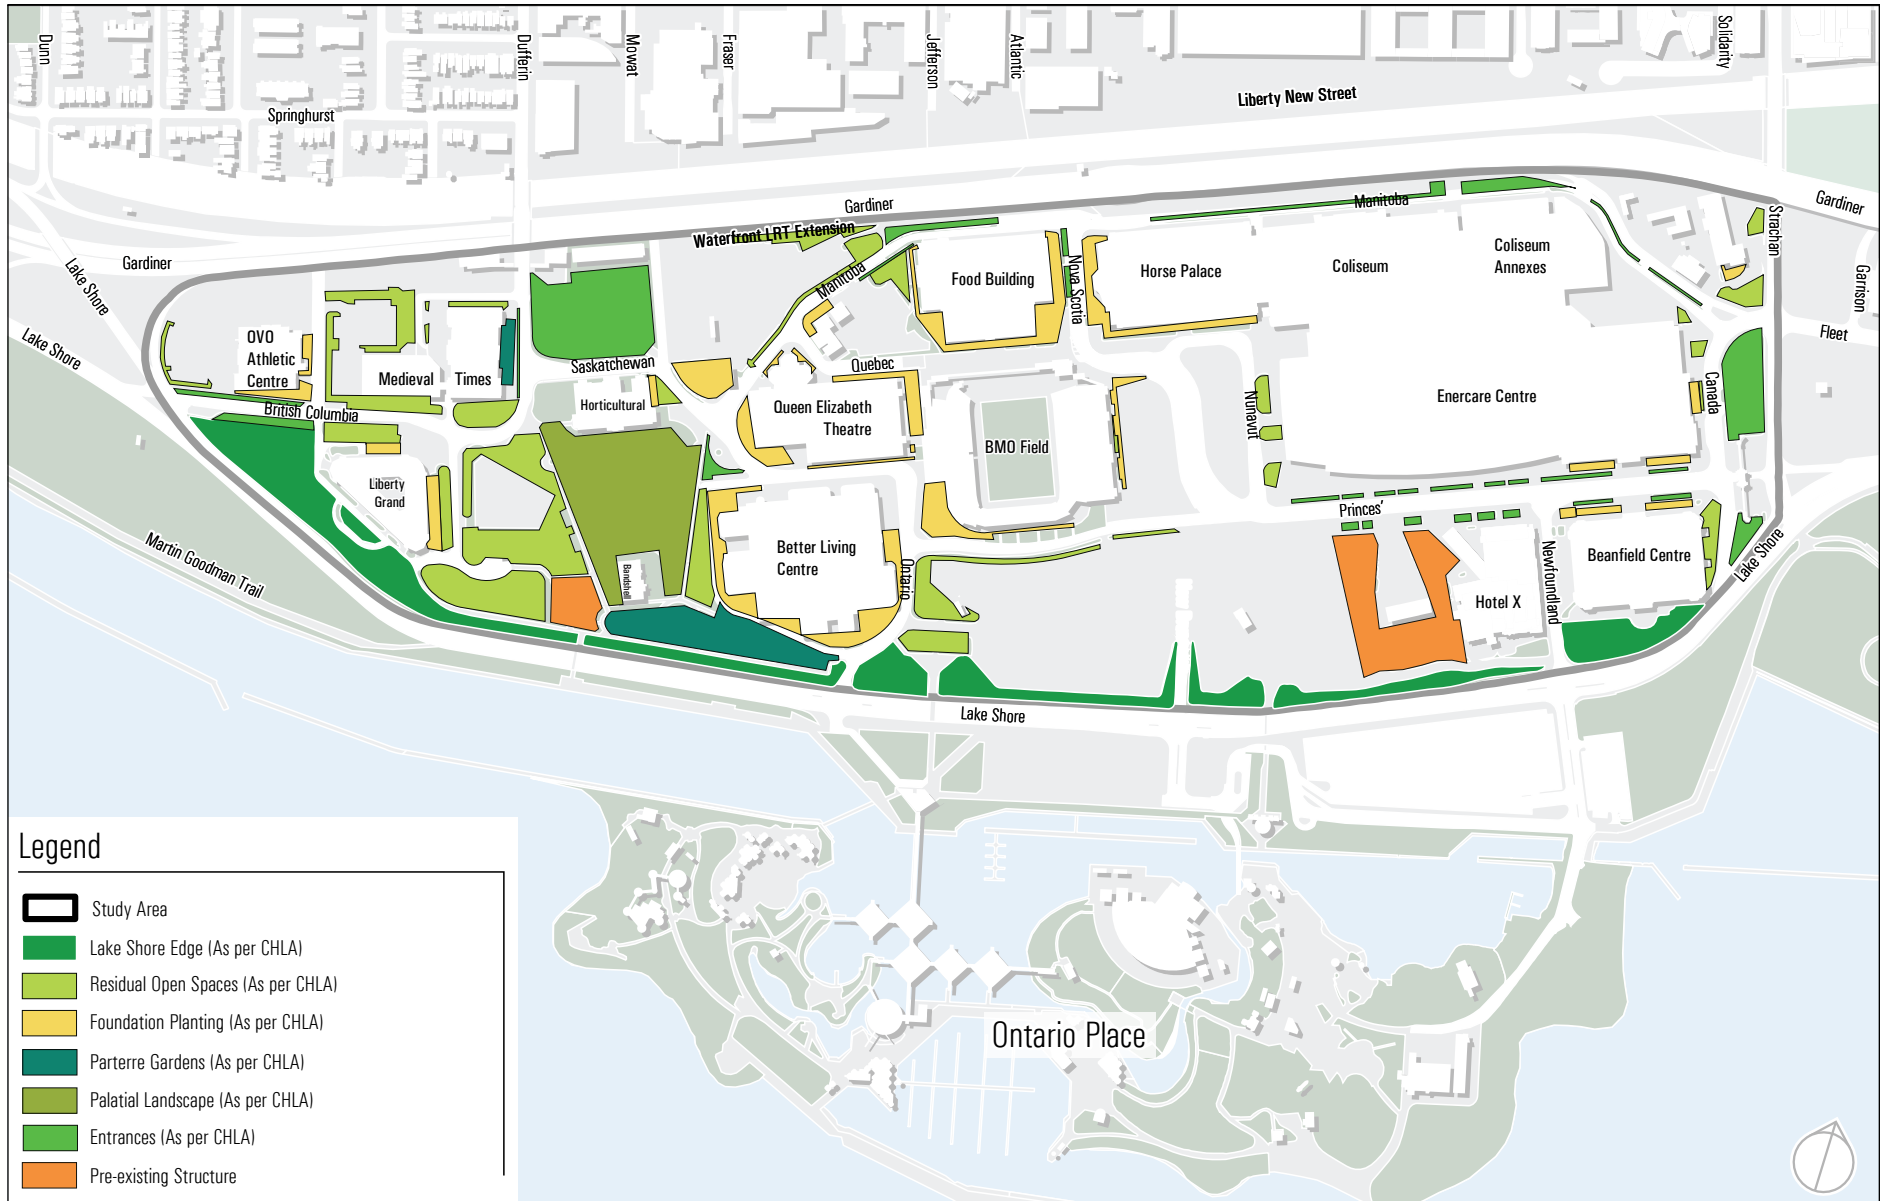 Dunn
Dufferin
Mowat
Fraser
Jefferson
Atlantic
Solidarity
Springhurst
Liberty New Street
Gardiner
Manitoba
Gardiner
Strachan
Waterfront LRT Extension
Gardiner
Lake Shore
Lake Shore
Manitoba
Food Building
Nova Scotia
Horse Palace
Coliseum
Coliseum
Annexes
Garrison
Fleet
OVO
Athletic
Centre
Medieval Times
Saskatchewan
Quebec
Horticultural
British Columbia
Queen Elizabeth
Theatre
BMO Field
Nunavut
Enercare Centre
Canada
Liberty
Grand
Princes'
Martin Goodman Trail
Bandshell
Better Living
Centre
Ontario
Hotel X
Newfoundland
Beanfield Centre
Lake Shore
Lake Shore
Ontario Place
Legend
Study Area
Lake Shore Edge (As per CHLA)
Residual Open Spaces (As per CHLA)
Foundation Planting (As per CHLA)
Parterre Gardens (As per CHLA)
Palatial Landscape (As per CHLA)
Entrances (As per CHLA)
Pre-existing Structure